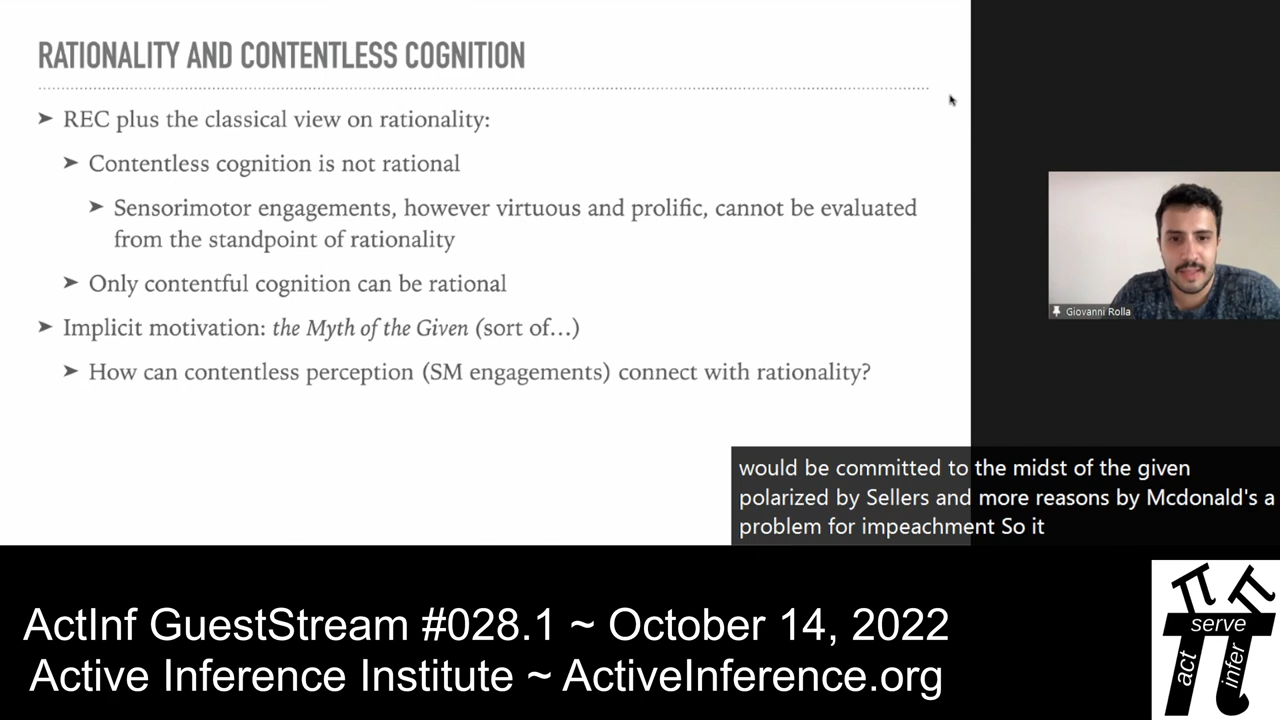 RATIONALITY AND CONTENTLESS COGNITION
➤ REC plus the classical view on rationality:
➤ Contentless cognition is not rational
➤ Sensorimotor engagements, however virtuous and prolific, cannot be evaluated
from the standpoint of rationality
➤ Only contentful cognition can be rational
➤ Implicit motivation: the Myth of the Given (sort of…)
➤ How can contentless perception (SM engagements) connect with rationality?
Giovanni Rolla
would be committed to the midst of the given
polarized by Sellers and more reasons by Mcdonald's a
problem for impeachment So it
ActInf GuestStream #028.1 ~ October 14, 2022
Active Inference Institute ~ ActiveInference.org
serve
act
infer